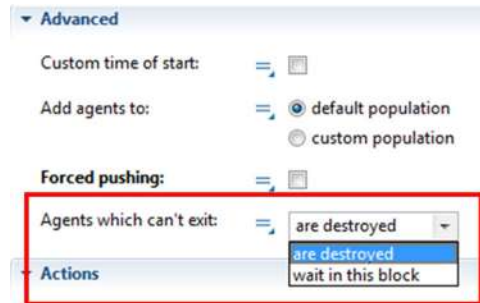 Advanced
Custom time of start:
Add agents to: default population
custom population
Forced pushing:
Agents which can't exit: are destroyed
are destroyed
wait in this block
Actions